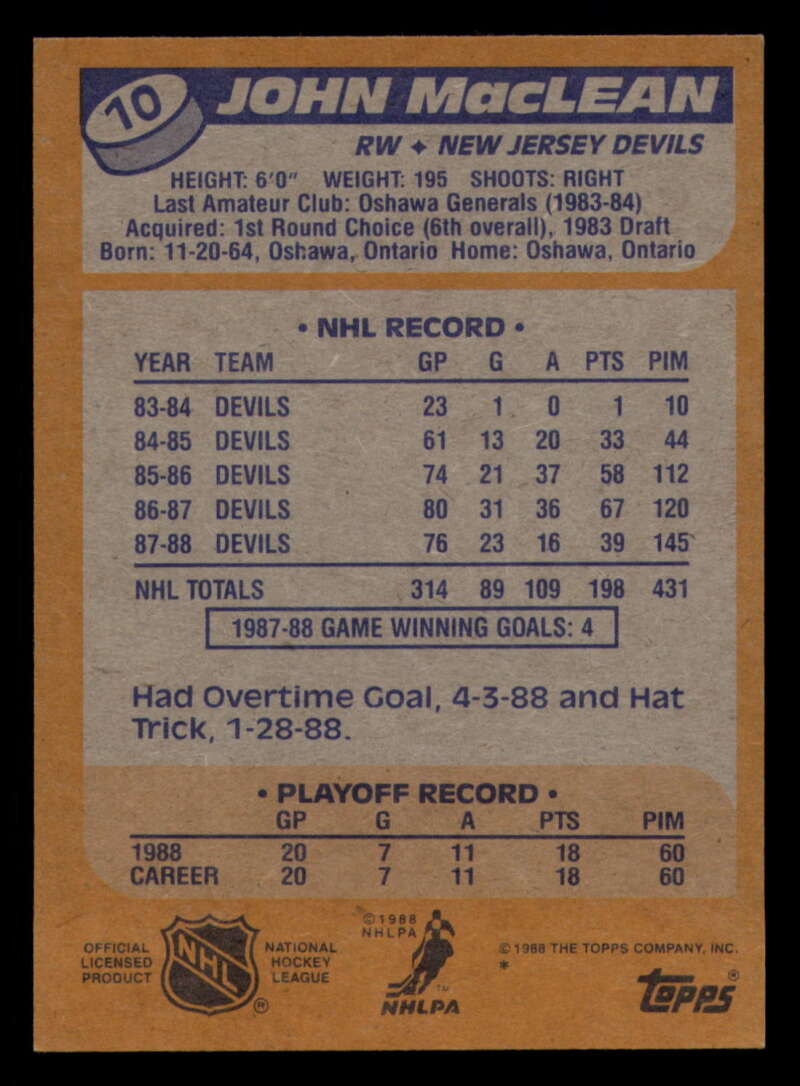 10
JOHN MacLEAN
RW ✦ NEW JERSEY DEVILS
HEIGHT: 6'0" WEIGHT: 195 SHOOTS: RIGHT
Last Amateur Club: Oshawa Generals (1983-84)
Acquired: 1st Round Choice (6th overall), 1983 Draft
Born: 11-20-64, Oshawa, Ontario Home: Oshawa, Ontario
• NHL RECORD •
YEAR TEAM GP G A PTS PIM
83-84 DEVILS 23 1 0 1 10
84-85 DEVILS 61 13 20 33 44
85-86 DEVILS 74 21 37 58 112
86-87 DEVILS 80 31 36 67 120
87-88 DEVILS 76 23 16 39 145
NHL TOTALS 314 89 109 198 431
1987-88 GAME WINNING GOALS: 4
Had Overtime Goal, 4-3-88 and Hat
Trick, 1-28-88.
• PLAYOFF RECORD •
GP G A PTS PIM
1988 20 7 11 18 60
CAREER 20 7 11 18 60
OFFICIAL
LICENSED
PRODUCT
NHL
®
NATIONAL
HOCKEY
LEAGUE
©1988
NHLPA
TM
NHLPA
© 1988 THE TOPPS COMPANY, INC.
*
topps®